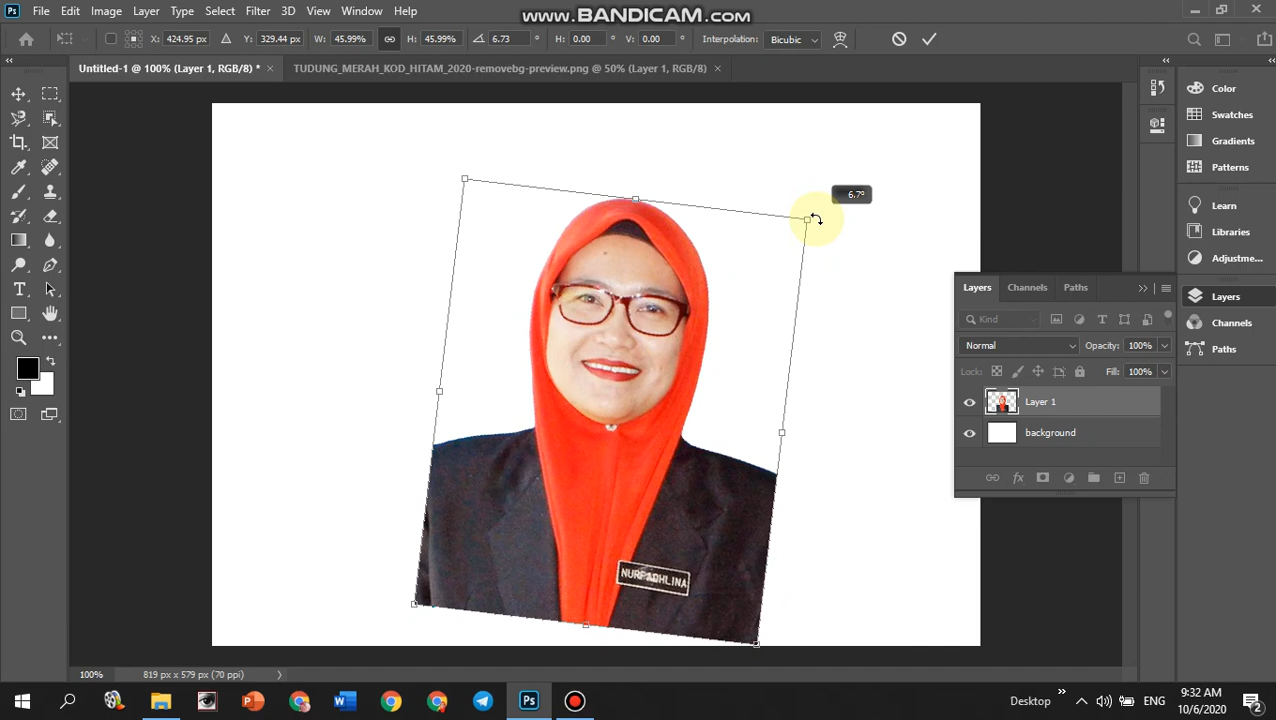 www.BANDICAM.com
Ps File Edit Image Layer Type Select Filter 3D View Window Help
X: 424.95 px Y: 329.44 px W: 45.99% H: 45.99% 6.73 ° H: 0.00 ° V: 0.00 ° Interpolation: Bicubic
Untitled-1 @ 100% (Layer 1, RGB/8) * × TUDUNG_MERAH_KOD_HITAM_2020-removebg-preview.png @ 50% (Layer 1, RGB/8) ×
Color
Swatches
Gradients
Patterns
6.7°
Learn
Libraries
Adjustme...
Layers Channels Paths
Layers
Kind
Channels
Normal Opacity: 100%
Paths
Lock: Fill: 100%
Layer 1
background
fx
NURFADHLINA
100% 819 px x 579 px (70 ppi)
Desktop ENG
9:32 AM
10/6/2020
2